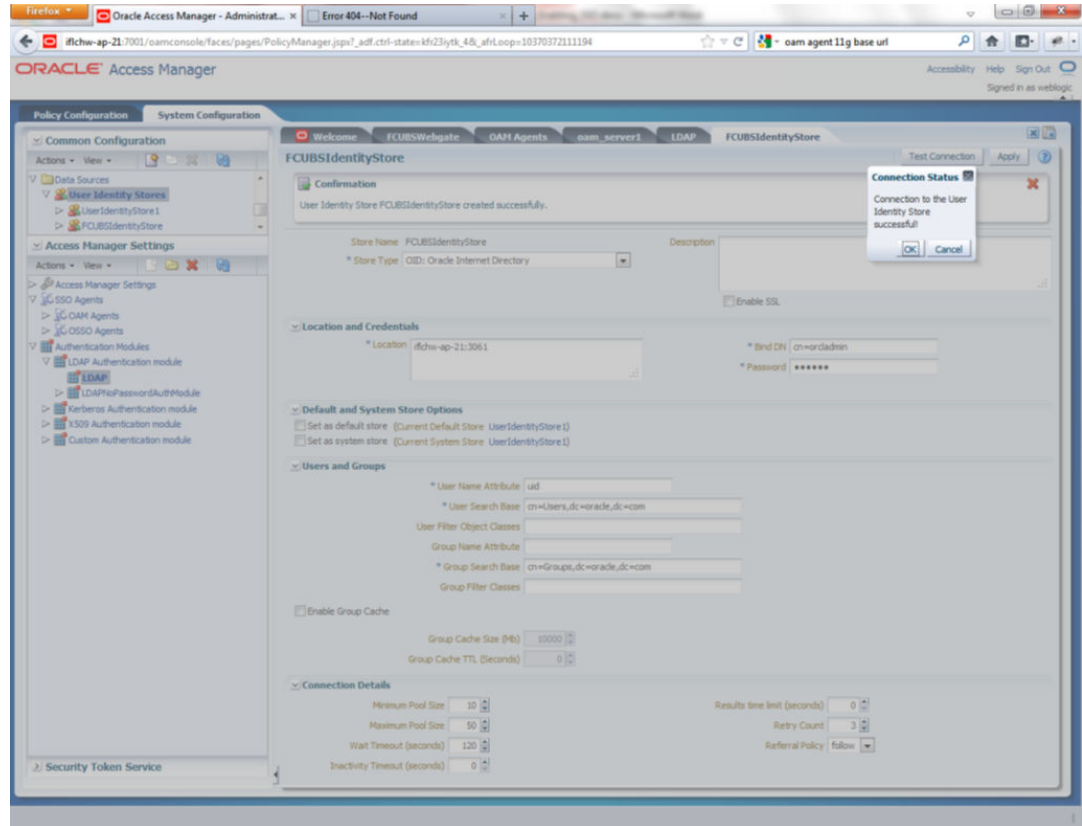 Firefox
Oracle Access Manager - Administrat...
Error 404--Not Found
iflchw-ap-21:7001/oamconsole/faces/pages/PolicyManager.jspx?_adf.ctrl-state=kfr23iytk_4&_afrLoop=10370372111194
oam agent 11g base url
ORACLE Access Manager
Accessibility Help Sign Out
Signed in as weblogic
Policy Configuration System Configuration
Common Configuration
Actions View
Data Sources
User Identity Stores
UserIdentityStore1
FCUBSIdentityStore
Access Manager Settings
Actions View
Access Manager Settings
SSO Agents
OAM Agents
OSSO Agents
Authentication Modules
LDAP Authentication module
LDAP
LDAPNoPasswordAuthModule
Kerberos Authentication module
X509 Authentication module
Custom Authentication module
Security Token Service
Welcome FCUBSWebgate OAM Agents oam_server1 LDAP FCUBSIdentityStore
FCUBSIdentityStore
Test Connection Apply
Confirmation
User Identity Store FCUBSIdentityStore created successfully.
Connection Status
Connection to the User
Identity Store
successful!
OK Cancel
Store Name FCUBSIdentityStore
Description
* Store Type OID: Oracle Internet Directory
Enable SSL
Location and Credentials
* Location iflchw-ap-21:3061
* Bind DN cn=orcladmin
* Password ●●●●●●
Default and System Store Options
Set as default store (Current Default Store UserIdentityStore1)
Set as system store (Current System Store UserIdentityStore1)
Users and Groups
* User Name Attribute uid
* User Search Base cn=Users,dc=oracle,dc=com
User Filter Object Classes
Group Name Attribute
* Group Search Base cn=Groups,dc=oracle,dc=com
Group Filter Classes
Enable Group Cache
Group Cache Size (Mb) 10000
Group Cache TTL (Seconds) 0
Connection Details
Minimum Pool Size 10
Results time limit (seconds) 0
Maximum Pool Size 50
Retry Count 3
Wait Timeout (seconds) 120
Referral Policy follow
Inactivity Timeout (seconds) 0